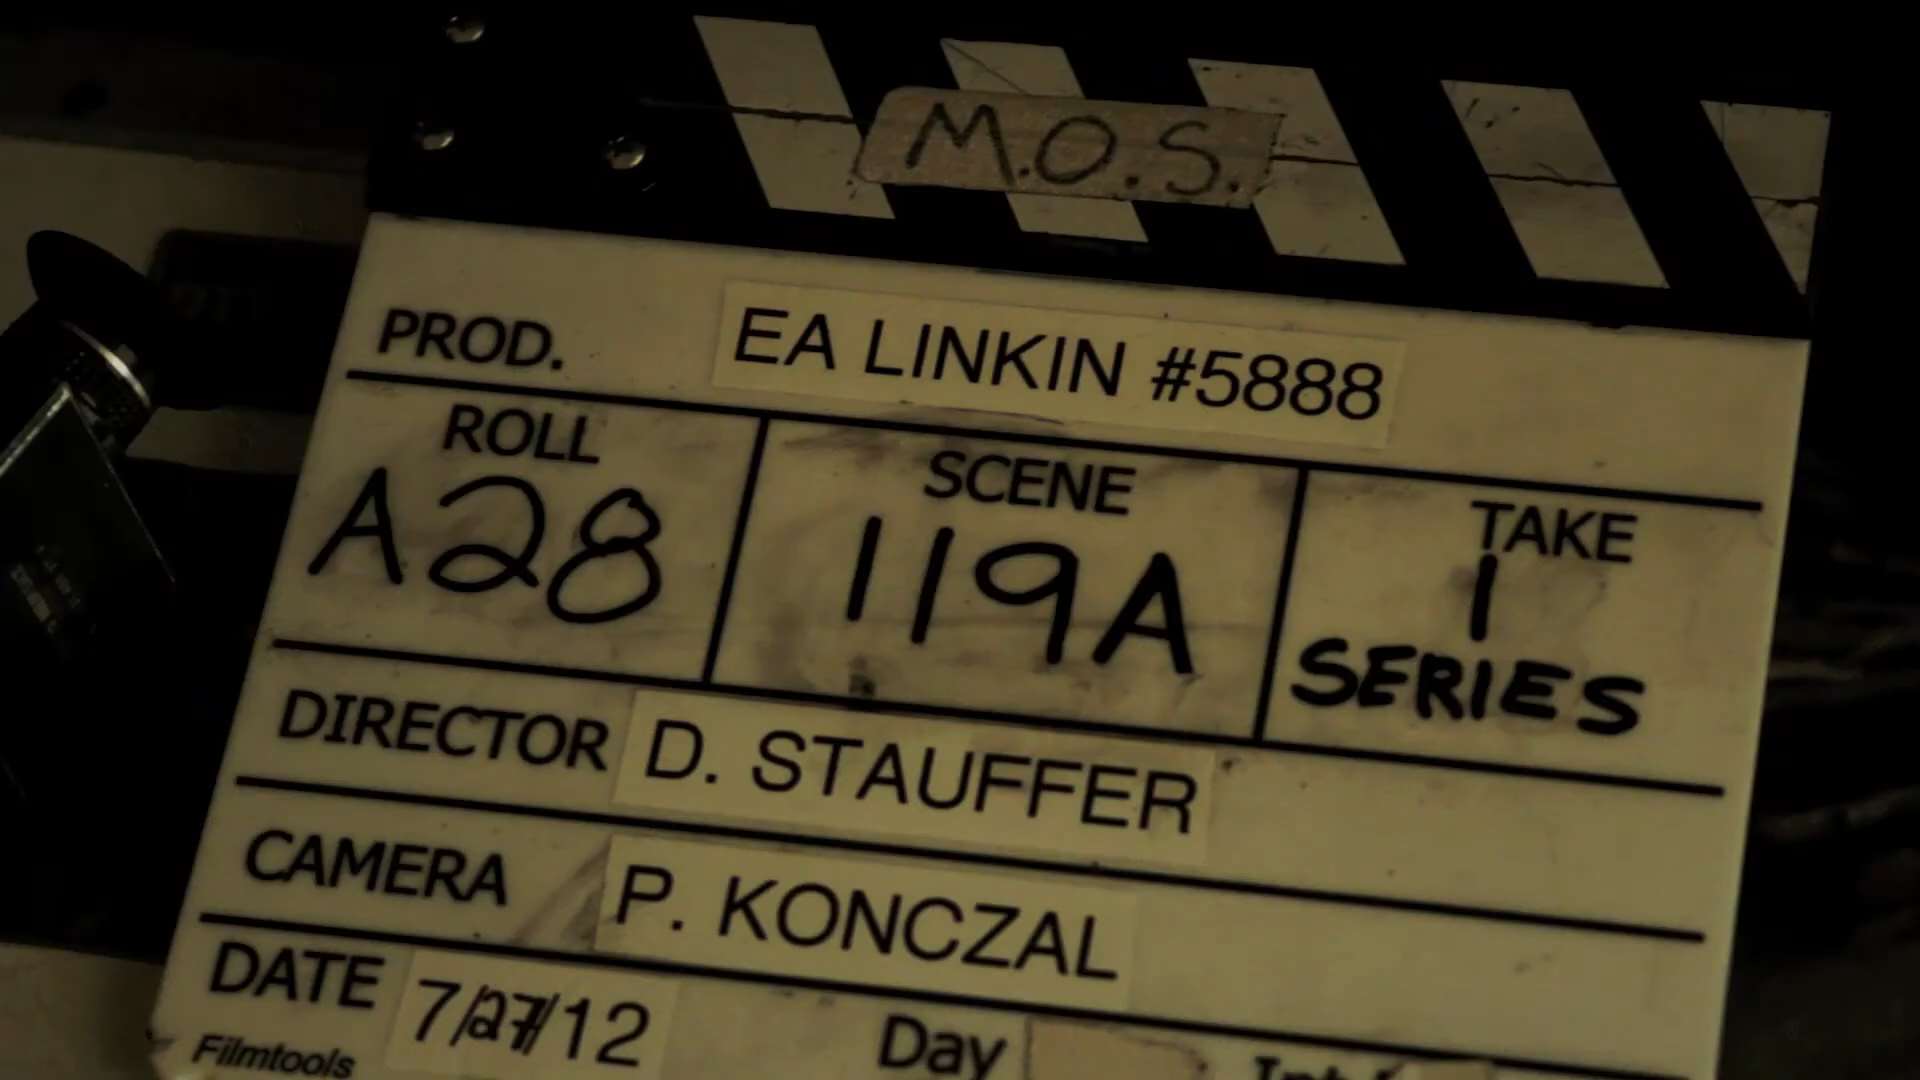 M.O.S.
PROD. EA LINKIN #5888
ROLL SCENE TAKE
A28 119A 1
SERIES
DIRECTOR D. STAUFFER
CAMERA P. KONCZAL
DATE 7/27/12 Day
Filmtools